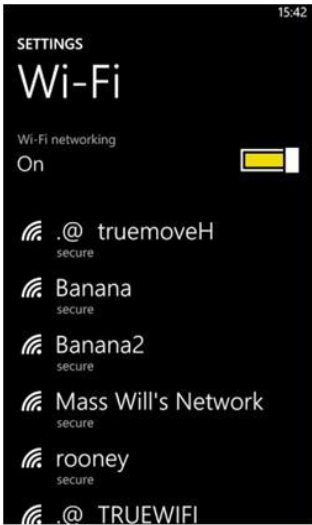 15:42
SETTINGS
Wi-Fi
Wi-Fi networking
On
.@ truemoveH
secure
Banana
secure
Banana2
secure
Mass Will's Network
secure
rooney
secure
.@ TRUEWIFI